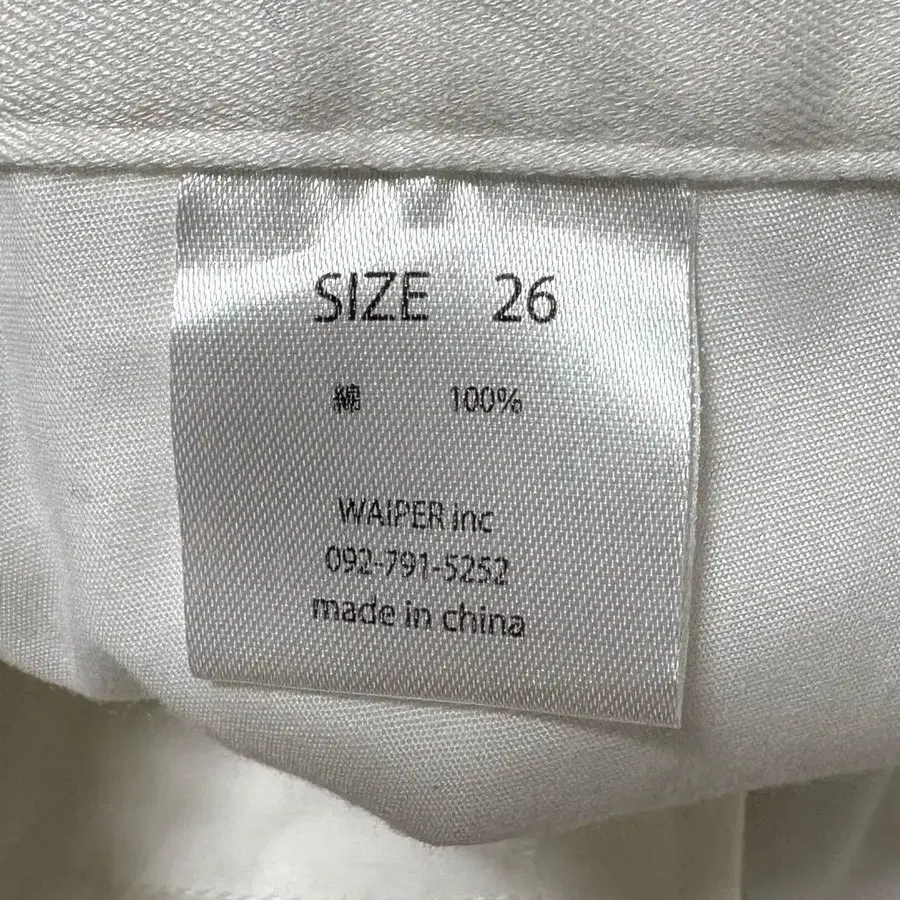 SIZE 26
綿 100%
WAIPER inc
092-791-5252
made in china